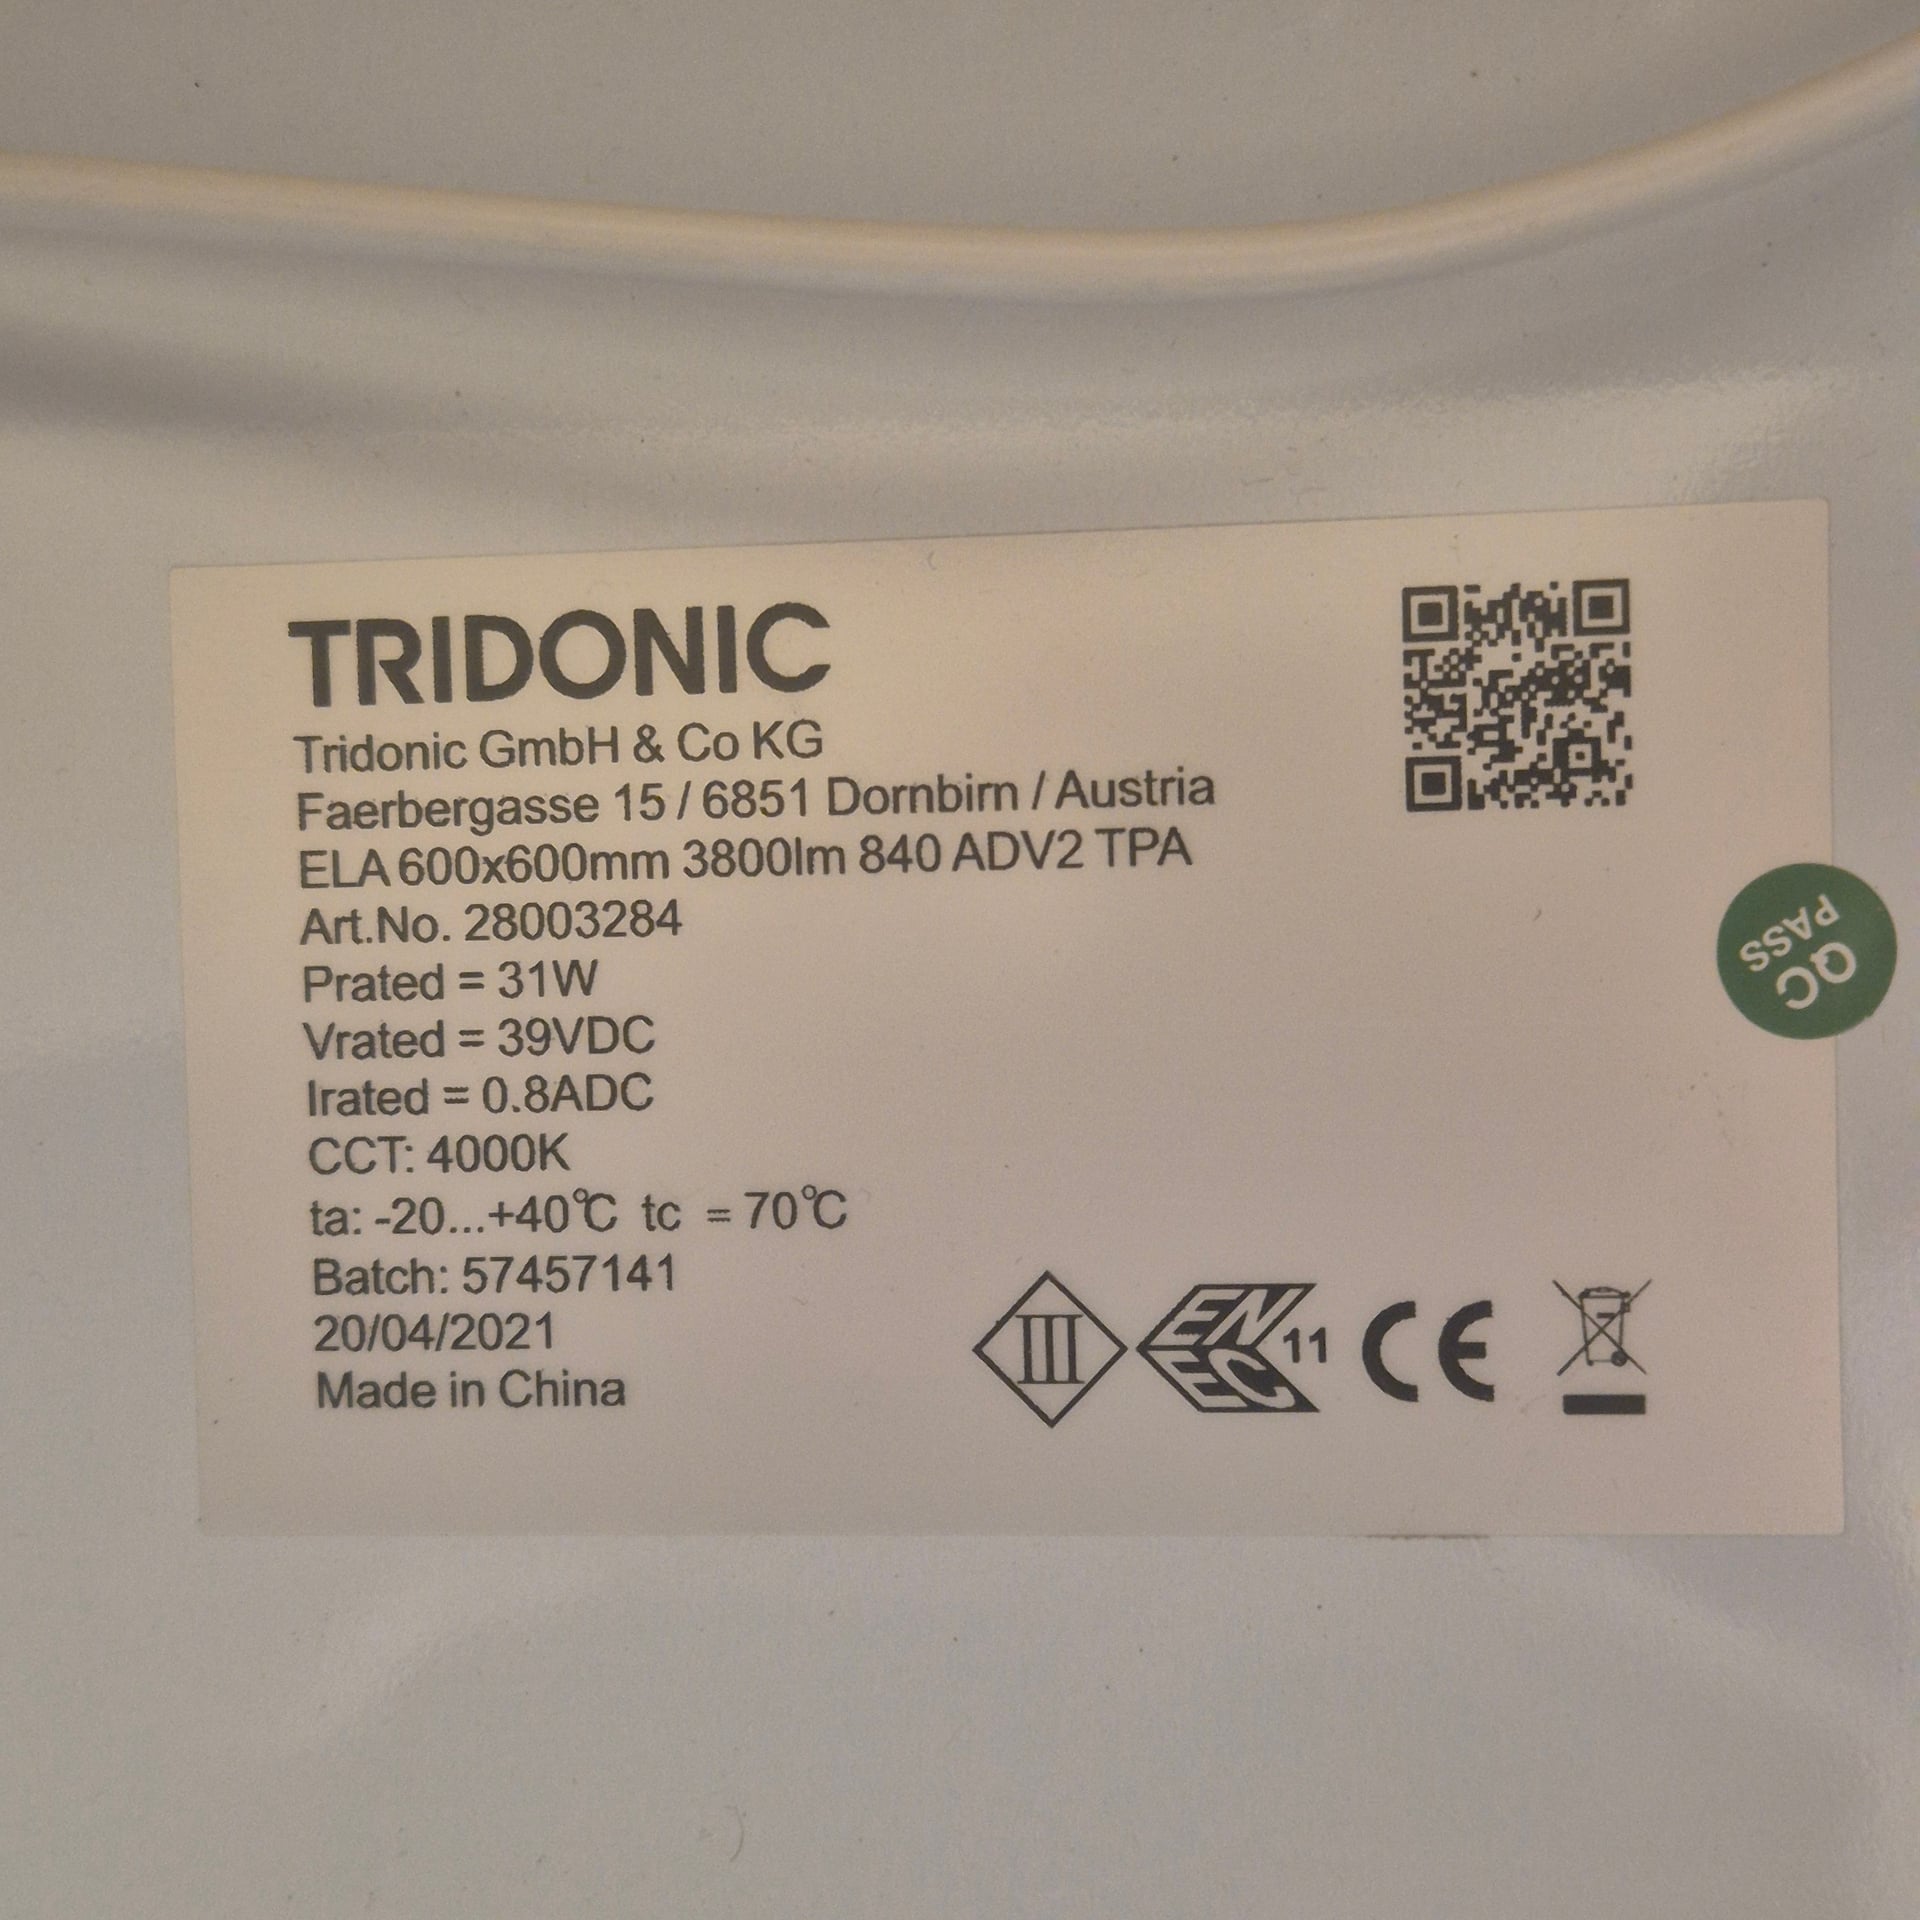 TRIDONIC
Tridonic GmbH & Co KG
Faerbergasse 15 / 6851 Dornbirn / Austria
ELA 600x600mm 3800lm 840 ADV2 TPA
Art.No. 28003284
Prated = 31W
Vrated = 39VDC
Irated = 0.8ADC
CCT: 4000K
ta: -20...+40℃ tc = 70℃
Batch: 57457141
20/04/2021
Made in China
III
EN
EC
11
CE
QC
PASS